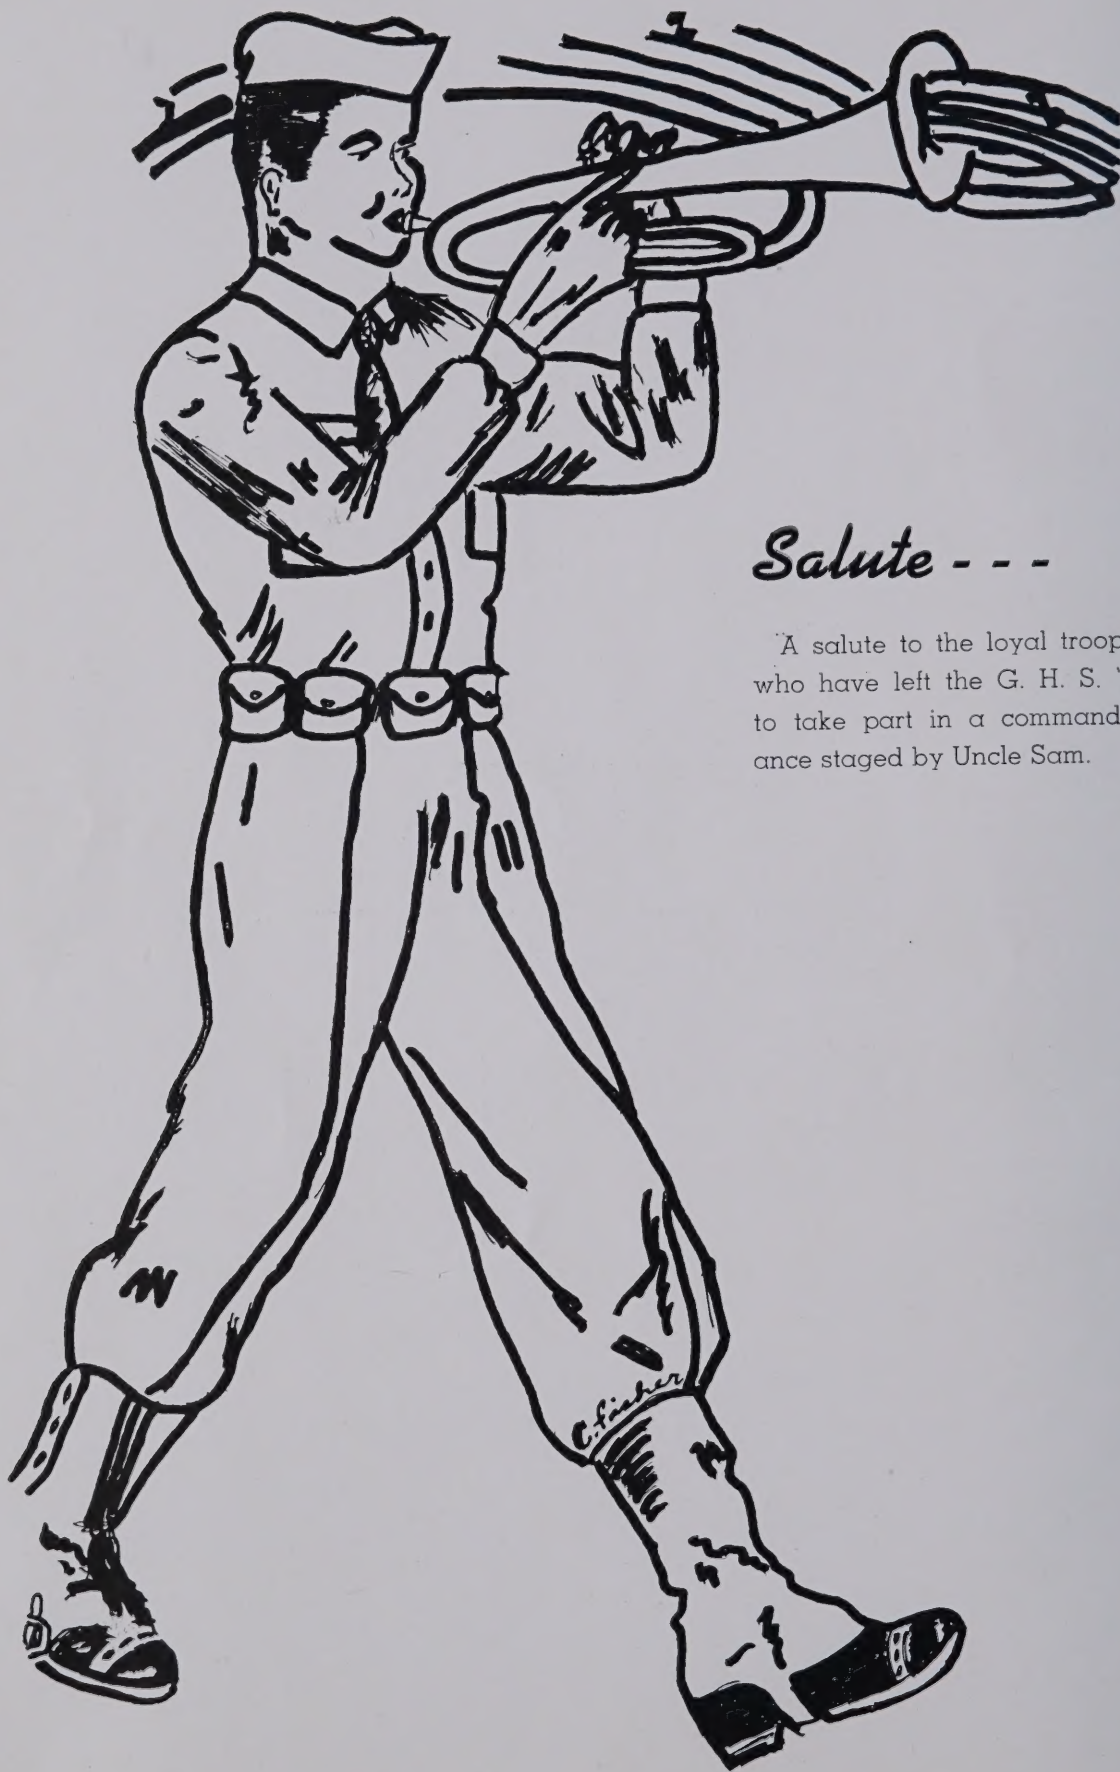 Salute - - -
"A salute to the loyal troop
who have left the G. H. S. "
to take part in a command
ance staged by Uncle Sam.
C. Fisher